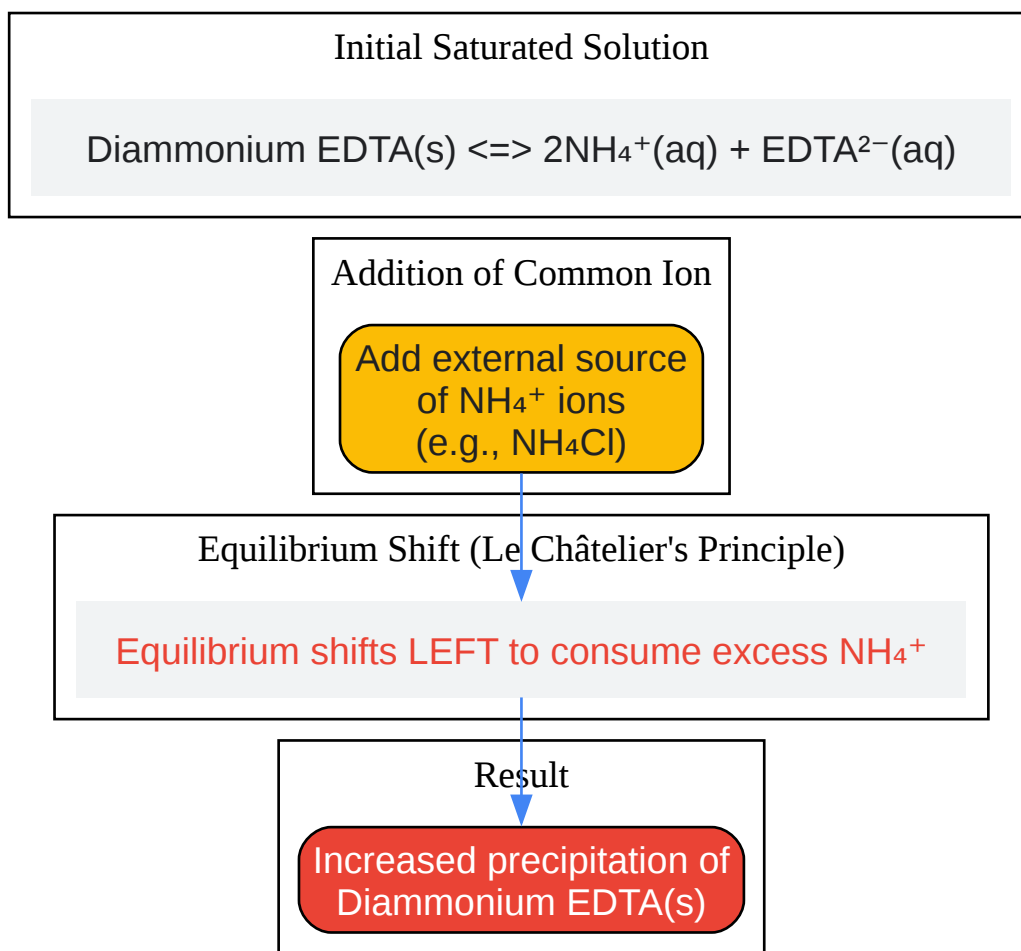 Initial Saturated Solution
Diammonium EDTA(s) <=> 2NH₄⁺(aq) + EDTA²⁻(aq)
Addition of Common Ion
Add external source
of NH₄⁺ ions
(e.g., NH₄Cl)
Equilibrium Shift (Le Châtelier's Principle)
Equilibrium shifts LEFT to consume excess NH₄⁺
Result
Increased precipitation of
Diammonium EDTA(s)